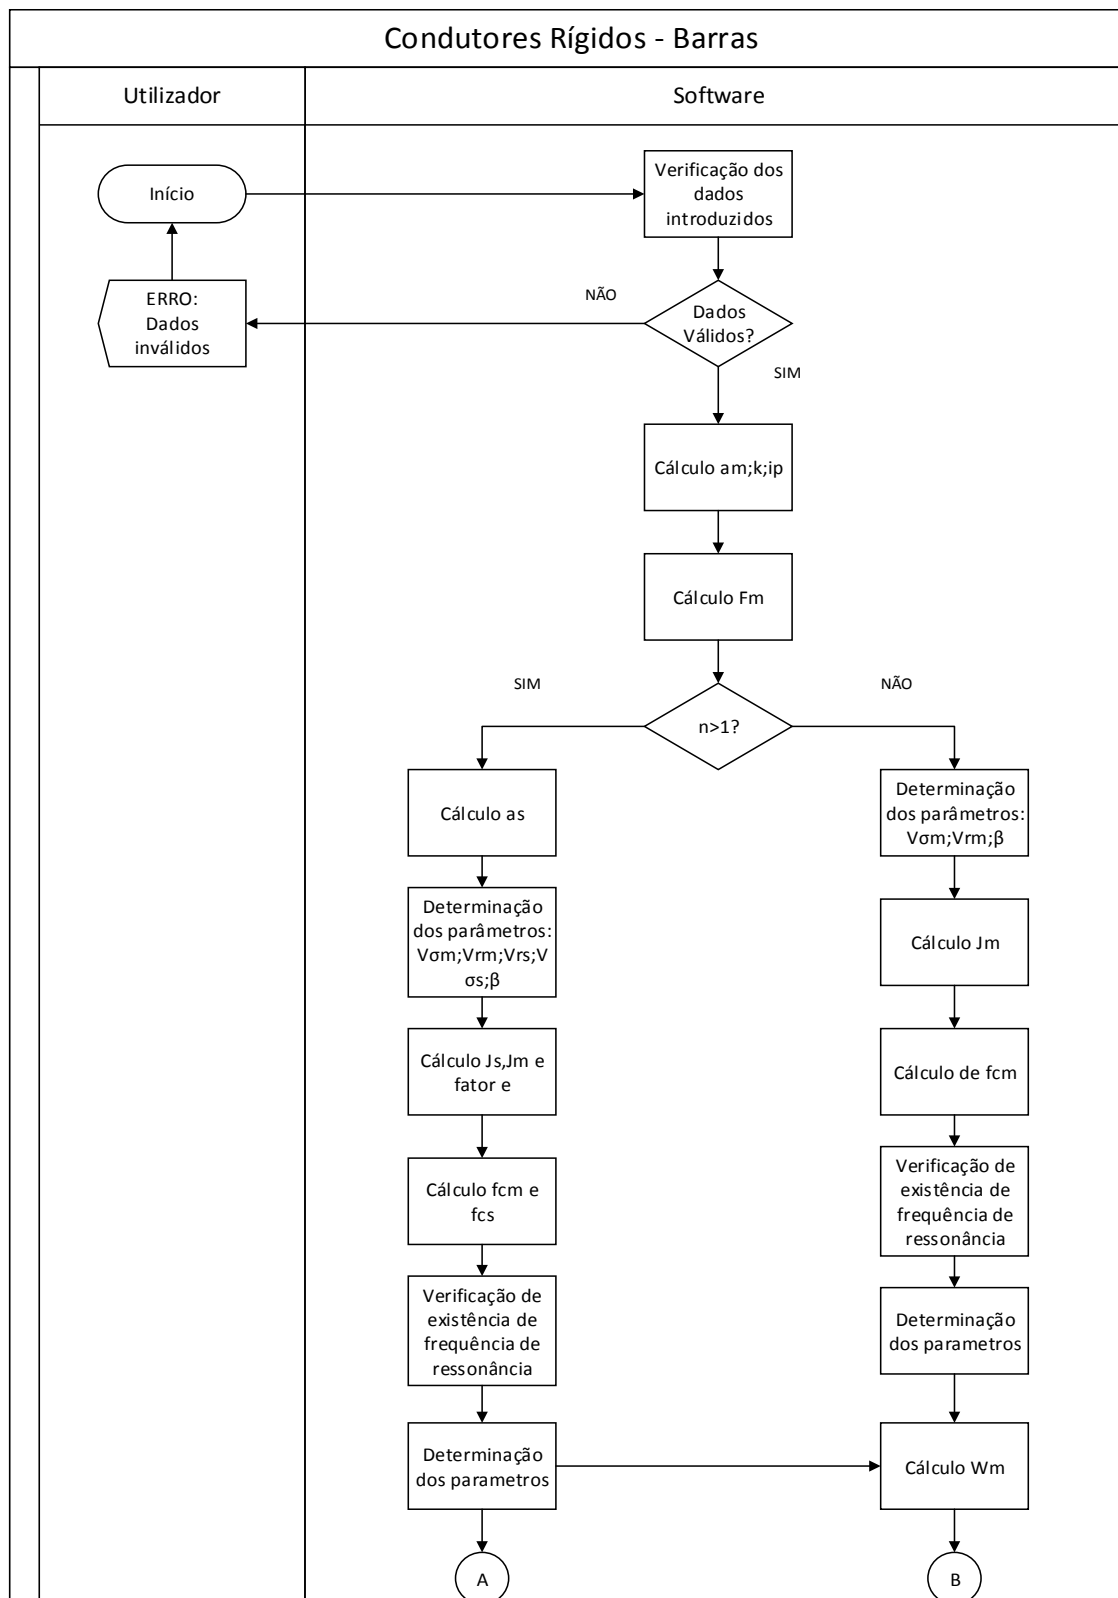 Condutores Rígidos - Barras
Utilizador
Software
Início
Verificação dos
dados
introduzidos
ERRO:
Dados
inválidos
NÃO
Dados
Válidos?
SIM
Cálculo am;k;ip
Cálculo Fm
SIM
n>1?
NÃO
Cálculo as
Determinação
dos parâmetros:
Vσm;Vrm;Vrs;V
σs;β
Cálculo Js,Jm e
fator e
Cálculo fcm e
fcs
Verificação de
existência de
frequência de
ressonância
Determinação
dos parametros
A
Determinação
dos parâmetros:
Vσm;Vrm;β
Cálculo Jm
Cálculo de fcm
Verificação de
existência de
frequência de
ressonância
Determinação
dos parametros
Cálculo Wm
B